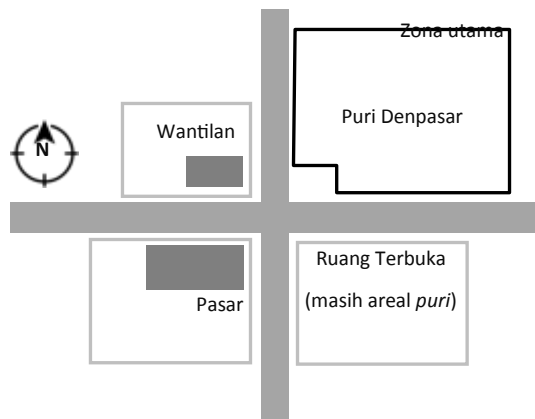 Zona utama
Puri Denpasar
Wantilan
N
Ruang Terbuka
(masih areal puri)
Pasar